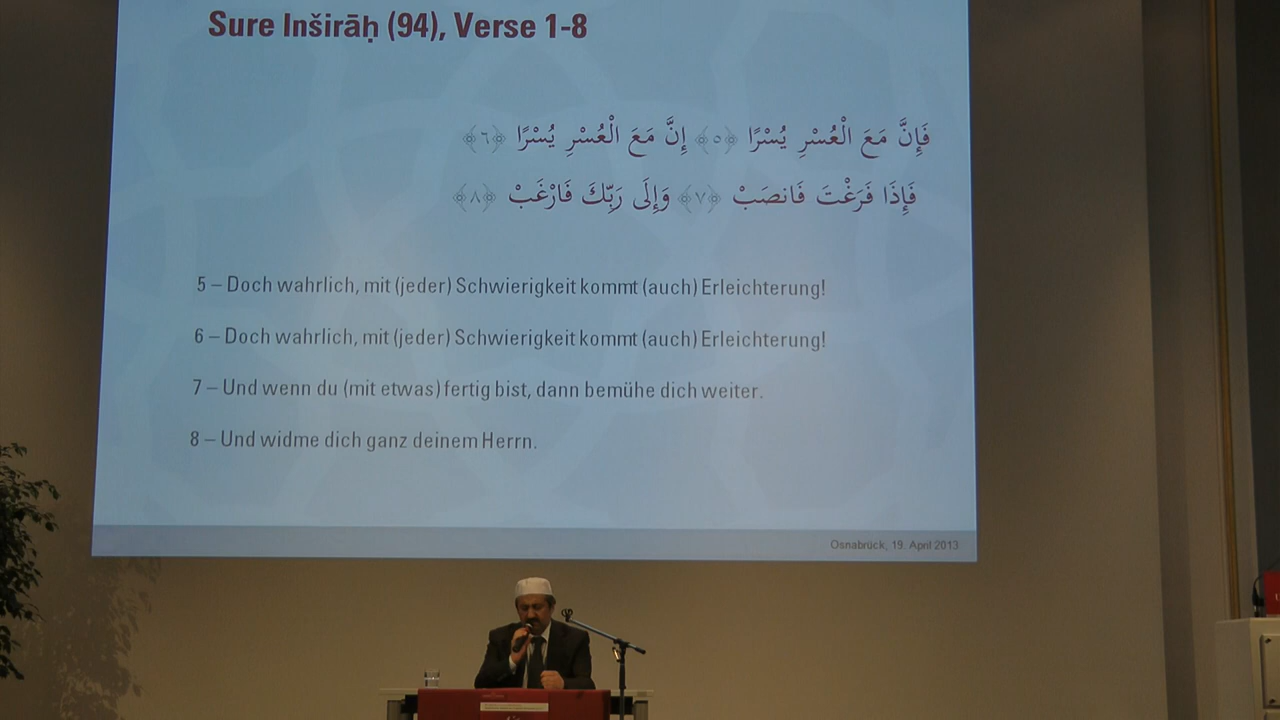 Sure Inširāḥ (94), Verse 1-8
فَإِنَّ مَعَ الْعُسْرِ يُسْرًا ﴿٥﴾ إِنَّ مَعَ الْعُسْرِ يُسْرًا ﴿٦﴾
فَإِذَا فَرَغْتَ فَانصَبْ ﴿٧﴾ وَإِلَى رَبِّكَ فَارْغَبْ ﴿٨﴾
5 – Doch wahrlich, mit (jeder) Schwierigkeit kommt (auch) Erleichterung!
6 – Doch wahrlich, mit (jeder) Schwierigkeit kommt (auch) Erleichterung!
7 – Und wenn du (mit etwas) fertig bist, dann bemühe dich weiter.
8 – Und widme dich ganz deinem Herrn.
Osnabrück, 19. April 2013